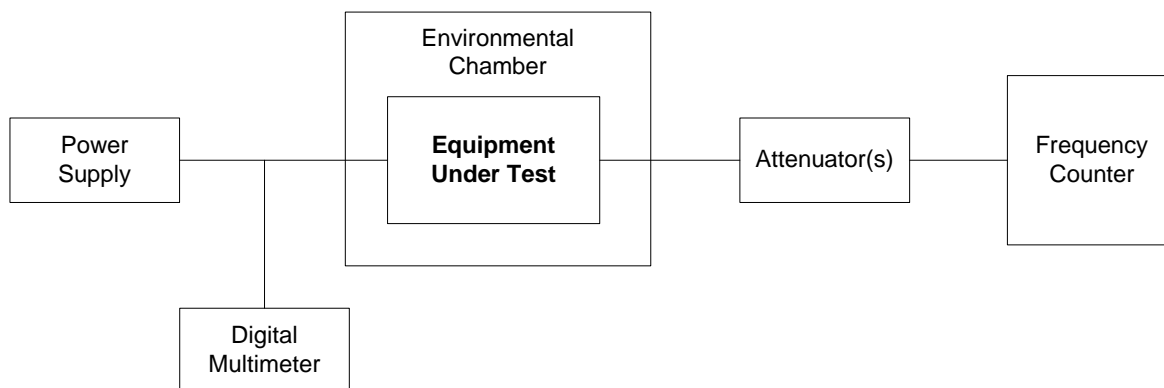 Environmental
Chamber
Power
Supply
Equipment
Under Test
Attenuator(s)
Frequency
Counter
Digital
Multimeter